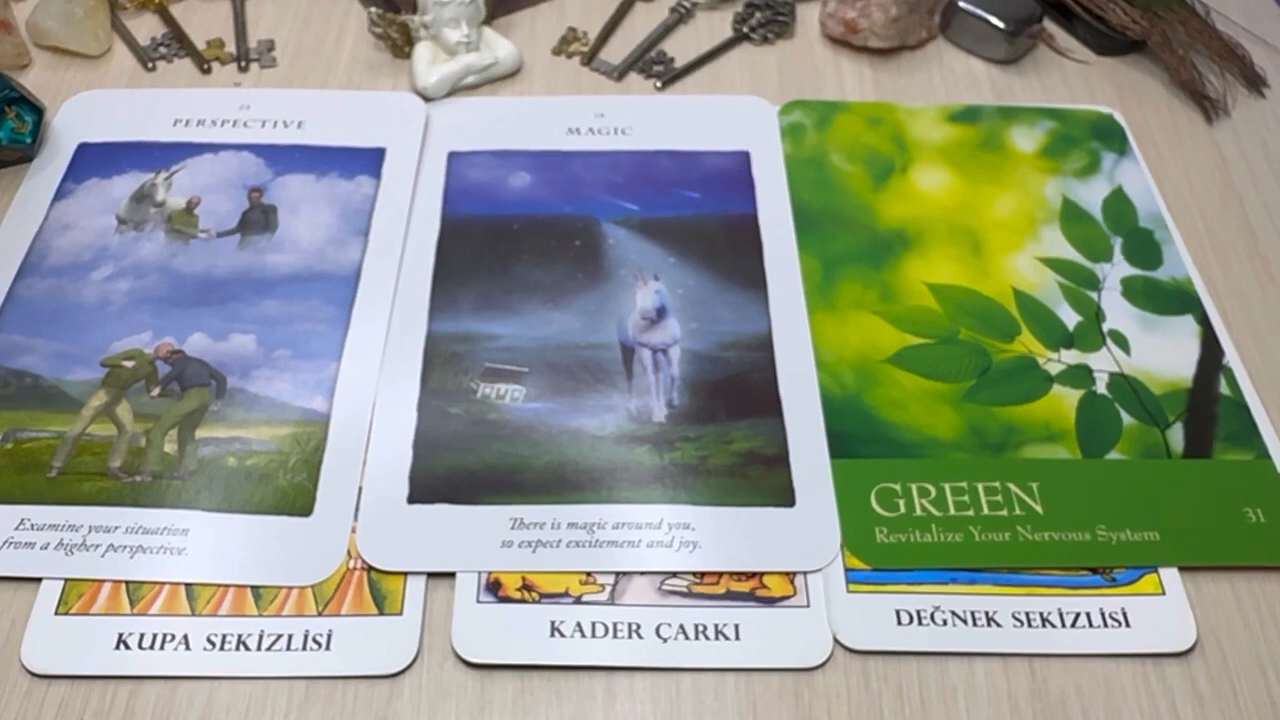 PERSPECTIVE
Examine your situation
from a higher perspective.
KUPA SEKİZLİSİ
MAGIC
There is magic around you,
so expect excitement and joy.
KADER ÇARKI
GREEN
Revitalize Your Nervous System
31
DEĞNEK SEKİZLİSİ